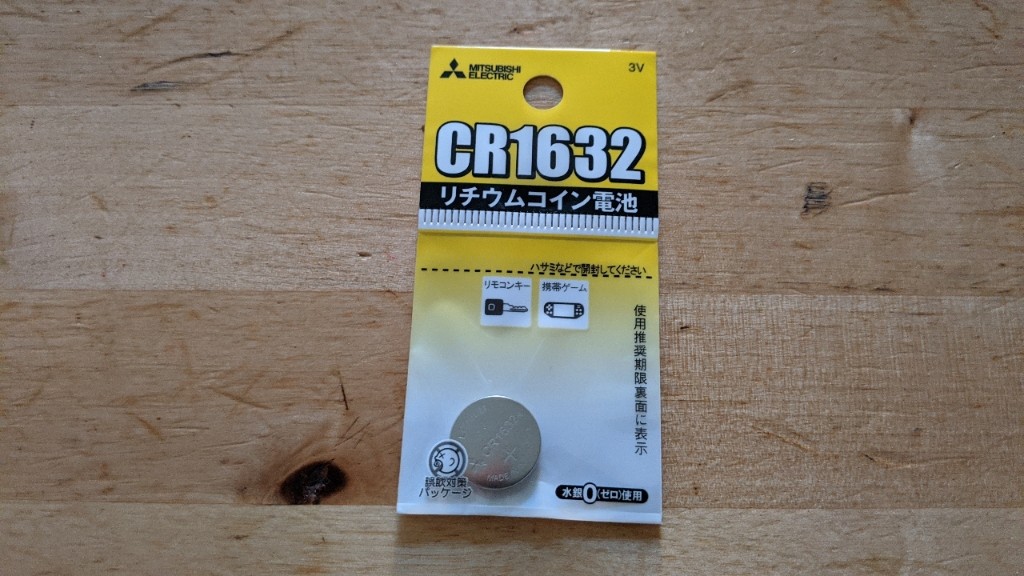 MITSUBISHI
ELECTRIC
3V
CR1632
リチウムコイン電池
ハサミなどで開封してください
リモコンキー
携帯ゲーム
使用推奨期限裏面に表示
CR1632
+
誤飲対策
パッケージ
水銀0(ゼロ)使用